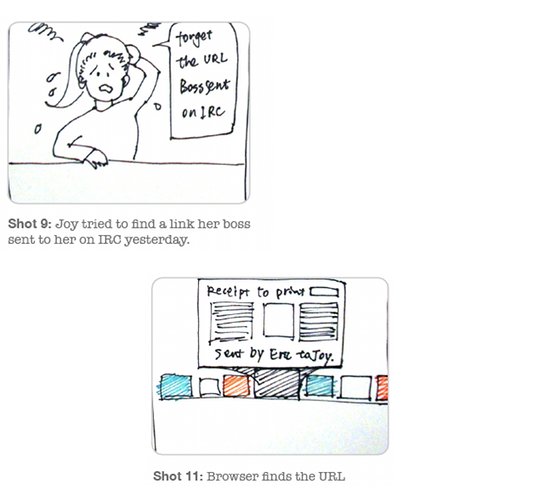 forget
the URL
Boss sent
on IRC
Shot 9: Joy tried to find a link her boss
sent to her on IRC yesterday.
Receipt to print
Sent by Eric to Joy.
Shot 11: Browser finds the URL